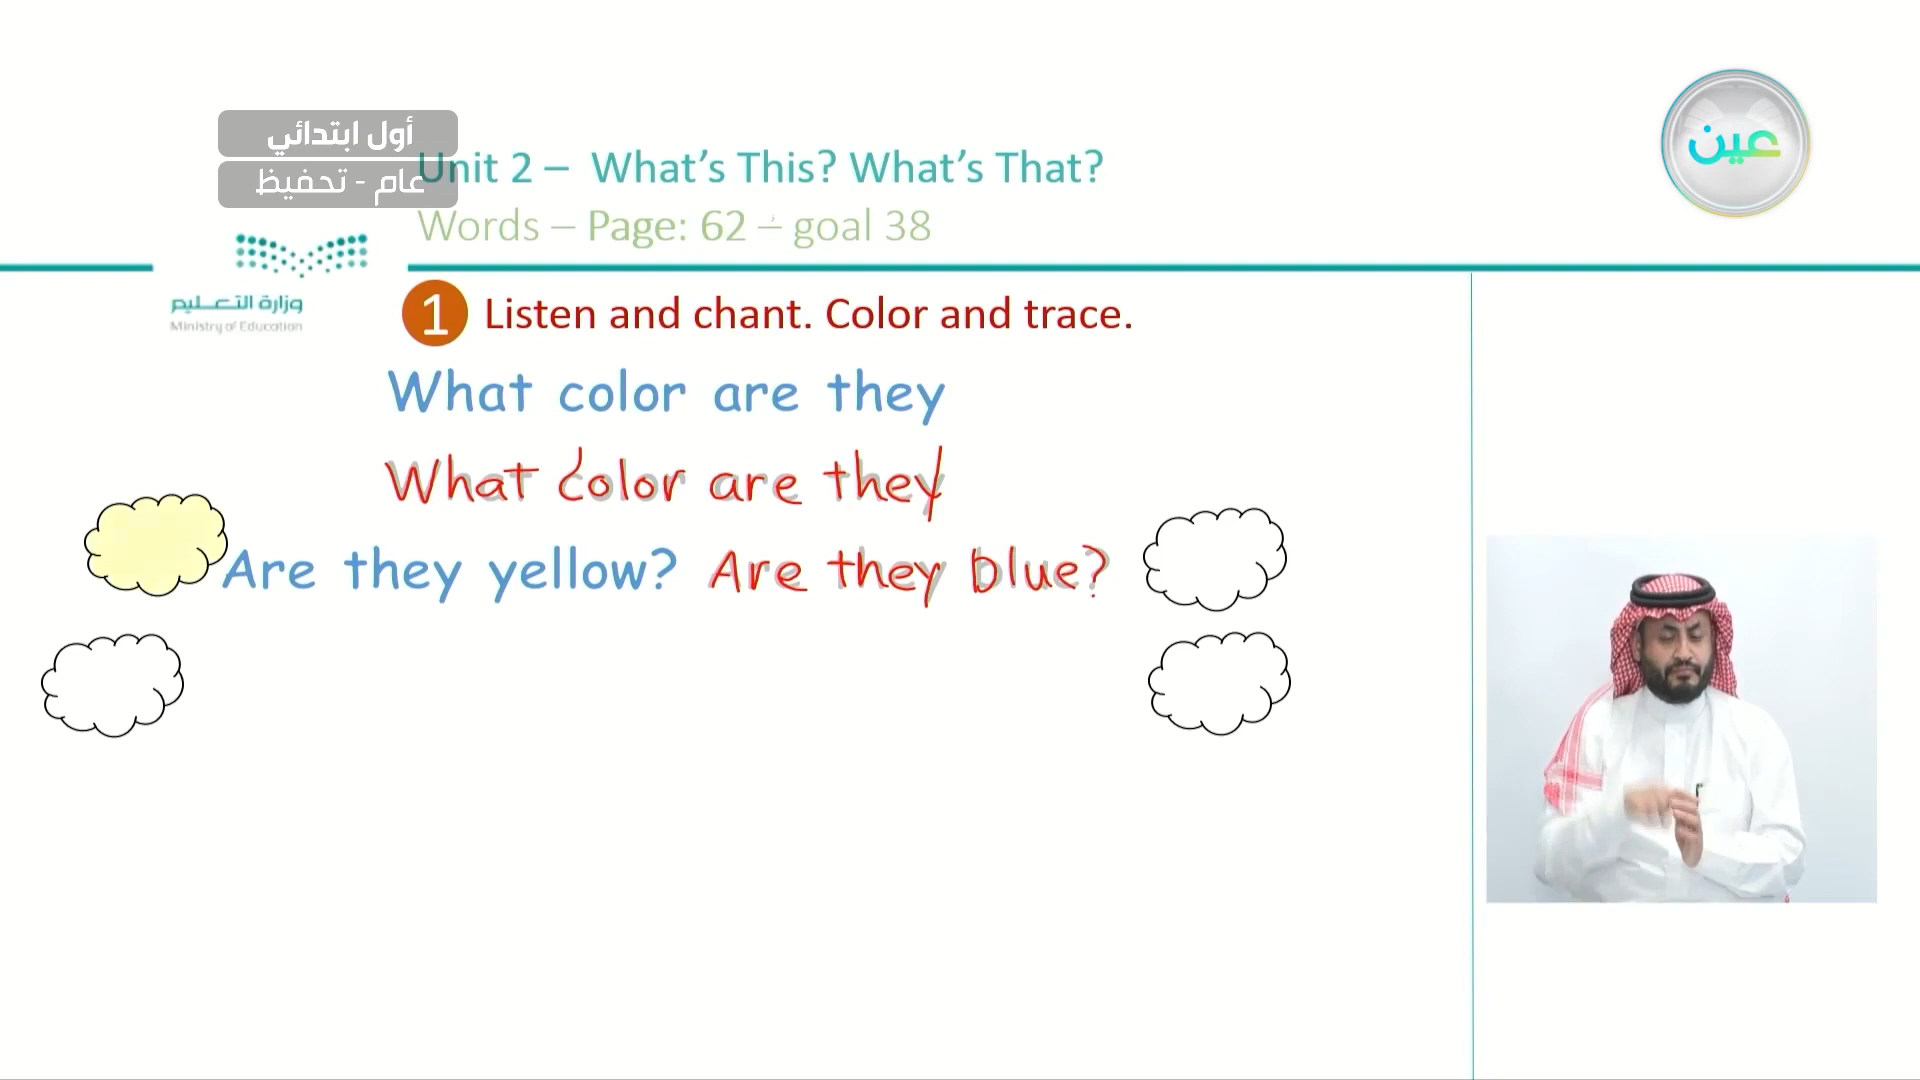 أول ابتدائي
عام - تحفيظ
عين
Unit 2 – What's This? What's That?
Words – Page: 62 – goal 38
وزارة التعليم
Ministry of Education
1 Listen and chant. Color and trace.
What color are they
What color are they
Are they yellow? Are they blue?